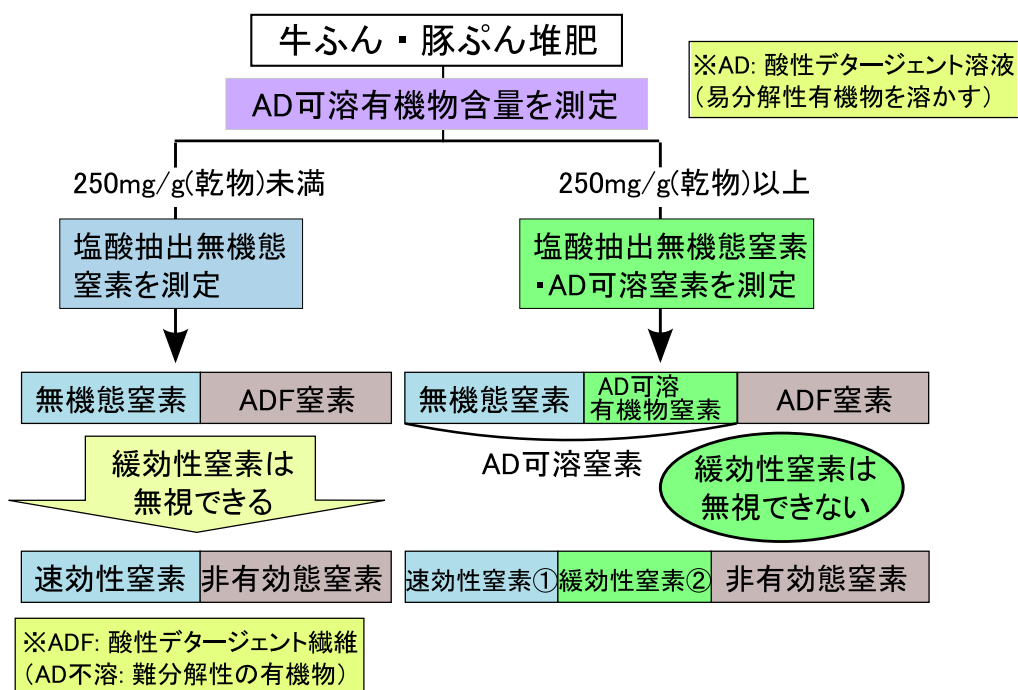 牛ふん・豚ぷん堆肥
※AD: 酸性デタージェント溶液
（易分解性有機物を溶かす）
AD可溶有機物含量を測定
250mg/g(乾物)未満
250mg/g(乾物)以上
塩酸抽出無機態
窒素を測定
塩酸抽出無機態窒素
・AD可溶窒素を測定
無機態窒素
ADF窒素
無機態窒素
AD可溶
有機物窒素
ADF窒素
AD可溶窒素
緩効性窒素は
無視できる
緩効性窒素は
無視できない
速効性窒素
非有効態窒素
速効性窒素①
緩効性窒素②
非有効態窒素
※ADF: 酸性デタージェント繊維
（AD不溶: 難分解性の有機物）